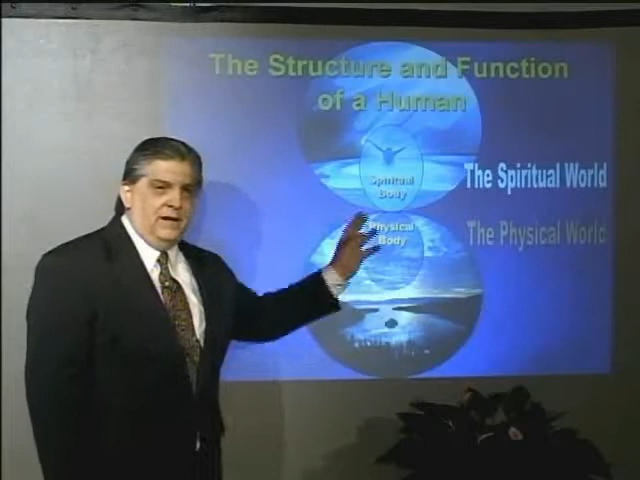 The Structure and Function
of a Human
Spiritual
Body
The Spiritual World
Physical
Body
The Physical World